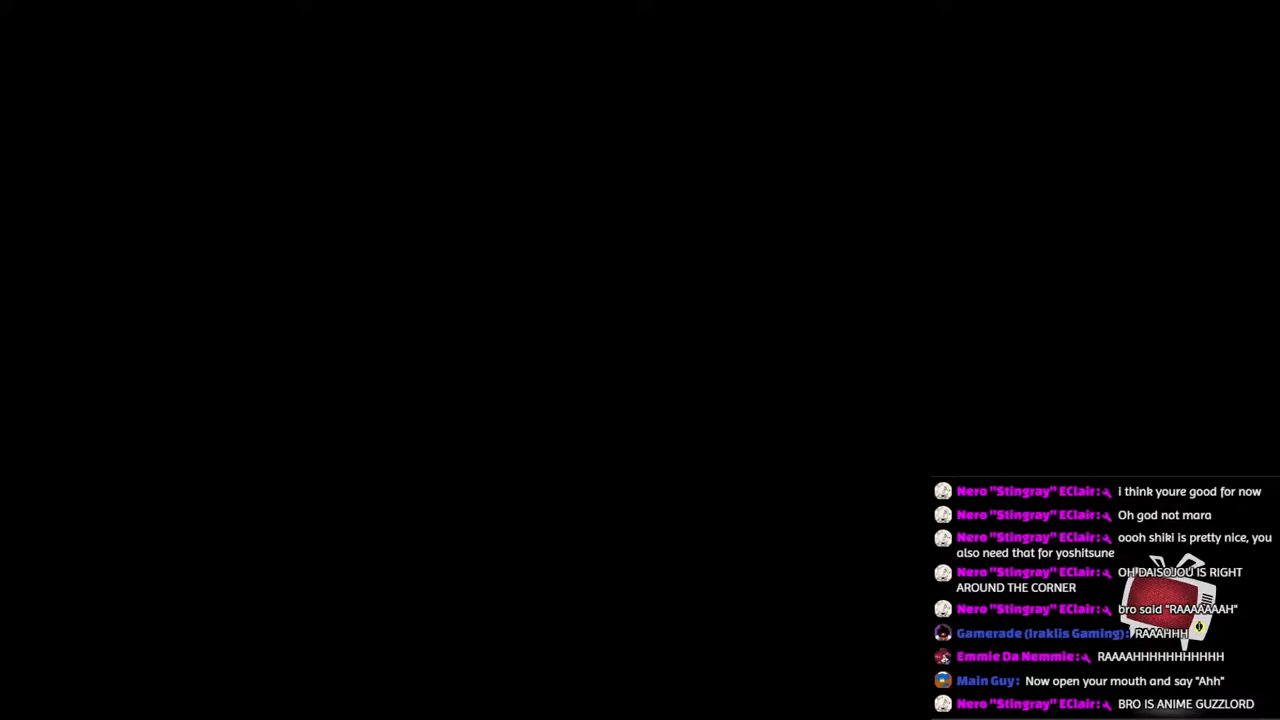 Nero "Stingray" EClair: i think youre good for now
Nero "Stingray" EClair: Oh god not mara
Nero "Stingray" EClair: oooh shiki is pretty nice, you
also need that for yoshitsune
Nero "Stingray" EClair: OH DAISOJOU IS RIGHT
AROUND THE CORNER
Nero "Stingray" EClair: bro said "RAAAAAAAH"
Gamerade (Iraklis Gaming): RAAAHHH
Emmie Da Nemmie: RAAAAHHHHHHHHHHH
Main Guy: Now open your mouth and say "Ahh"
Nero "Stingray" EClair: BRO IS ANIME GUZZLORD